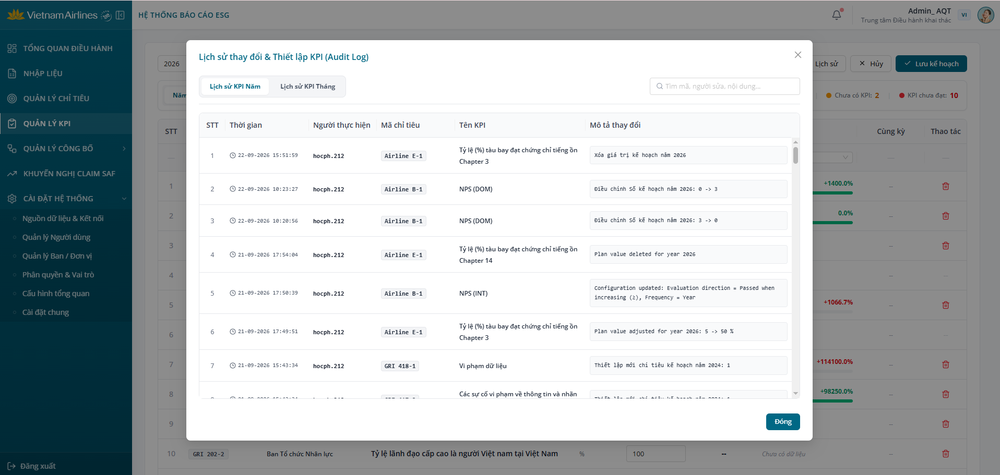 Vietnam Airlines
HỆ THỐNG BÁO CÁO ESG
Admin_ AQT
Trung tâm Điều hành khai thác
VI
TỔNG QUAN ĐIỀU HÀNH
NHẬP LIỆU
QUẢN LÝ CHỈ TIÊU
QUẢN LÝ KPI
QUẢN LÝ CÔNG BỐ
KHUYẾN NGHỊ CLAIM SAF
CÀI ĐẶT HỆ THỐNG
Nguồn dữ liệu & Kết nối
Quản lý Người dùng
Quản lý Ban / Đơn vị
Phân quyền & Vai trò
Cấu hình tổng quan
Cài đặt chung
Đăng xuất
2026
Lịch sử
Hủy
Lưu kế hoạch
Năm
Chưa có KPI: 2
KPI chưa đạt: 10
STT
Cùng kỳ
Thao tác
—
—
—
1
+1400.0%
--
2
0.0%
--
3
--
4
--
--
5
+1066.7%
--
6
--
--
7
+114100.0%
--
8
+98250.0%
--
9
--
10
GRI 202-2
Ban Tổ chức Nhân lực
Tỷ lệ lãnh đạo cấp cao là người Việt nam tại Việt Nam
%
100
--
Chưa có dữ liệu
--
Lịch sử thay đổi & Thiết lập KPI (Audit Log)
Lịch sử KPI Năm
Lịch sử KPI Tháng
Tìm mã, người sửa, nội dung...
STT
Thời gian
Người thực hiện
Mã chỉ tiêu
Tên KPI
Mô tả thay đổi
1
22-09-2026 15:51:59
hocph.212
Airline E-1
Tỷ lệ (%) tàu bay đạt chứng chỉ tiếng ồn
Chapter 3
Xóa giá trị kế hoạch năm 2026
2
22-09-2026 10:23:27
hocph.212
Airline B-1
NPS (DOM)
Điều chỉnh Số kế hoạch năm 2026: 0 -> 3
3
22-09-2026 10:20:56
hocph.212
Airline B-1
NPS (DOM)
Điều chỉnh Số kế hoạch năm 2026: 3 -> 0
4
21-09-2026 17:54:04
hocph.212
Airline E-1
Tỷ lệ (%) tàu bay đạt chứng chỉ tiếng ồn
Chapter 14
Plan value deleted for year 2026
5
21-09-2026 17:50:39
hocph.212
Airline B-1
NPS (INT)
Configuration updated: Evaluation direction = Passed when
increasing (≥), Frequency = Year
6
21-09-2026 17:49:51
hocph.212
Airline E-1
Tỷ lệ (%) tàu bay đạt chứng chỉ tiếng ồn
Chapter 3
Plan value adjusted for year 2026: 5 -> 50 %
7
21-09-2026 15:43:34
hocph.212
GRI 418-1
Vi phạm dữ liệu
Thiết lập mới chỉ tiêu kế hoạch năm 2024: 1
Các sự cố vi phạm về thông tin và nhãn
Đóng